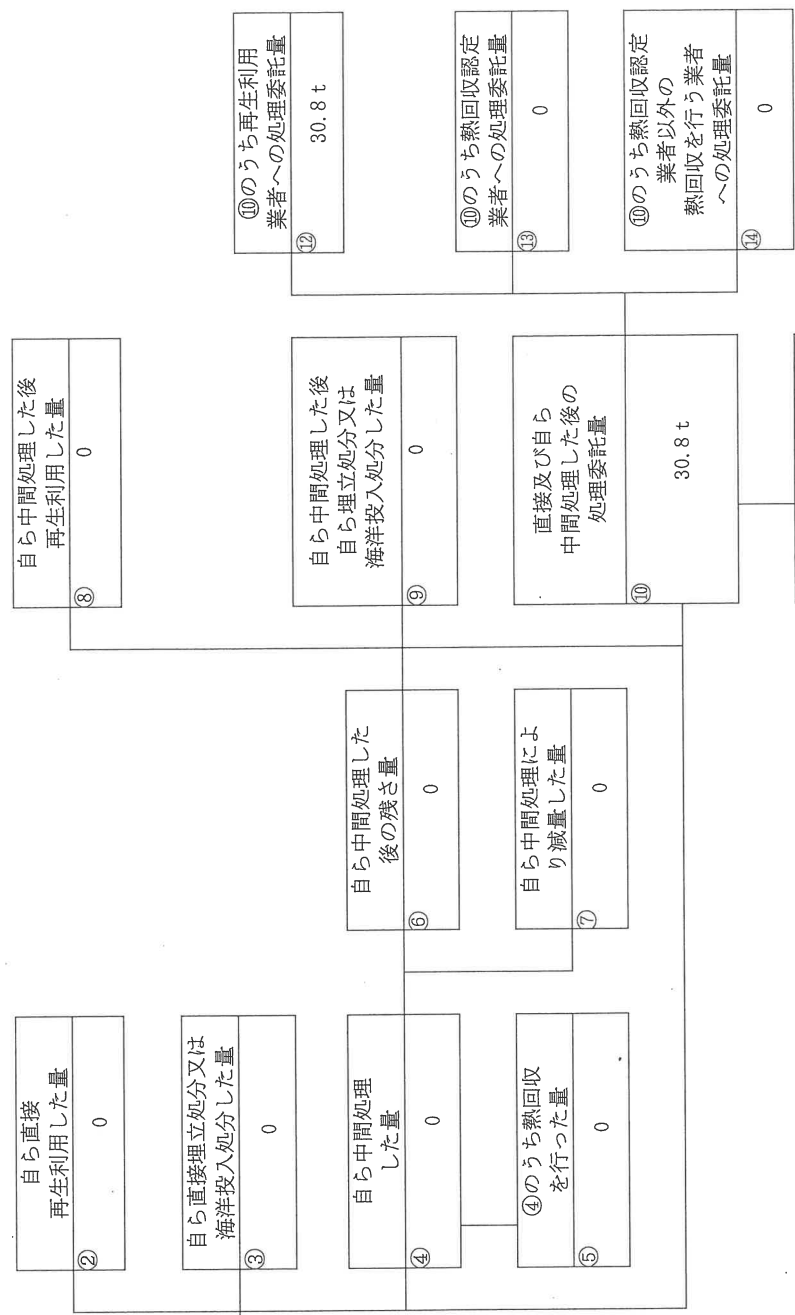 自ら直接
再生利用した量
②
0
自ら直接埋立処分又は
海洋投入処分した量
③
0
自ら中間処理
した量
④
0
④のうち熱回収
を行った量
⑤
0
自ら中間処理した
後の残さ量
⑥
0
自ら中間処理によ
り減量した量
⑦
0
自ら中間処理した後
再生利用した量
⑧
0
自ら中間処理した後
自ら埋立処分又は
海洋投入処分した量
⑨
0
直接及び自ら
中間処理した後の
処理委託量
⑩
30.8t
⑩のうち再生利用
業者への処理委託量
⑫
30.8t
⑩のうち熱回収認定
業者への処理委託量
⑬
0
⑩のうち熱回収認定
業者以外の
熱回収を行う業者
への処理委託量
⑭
0